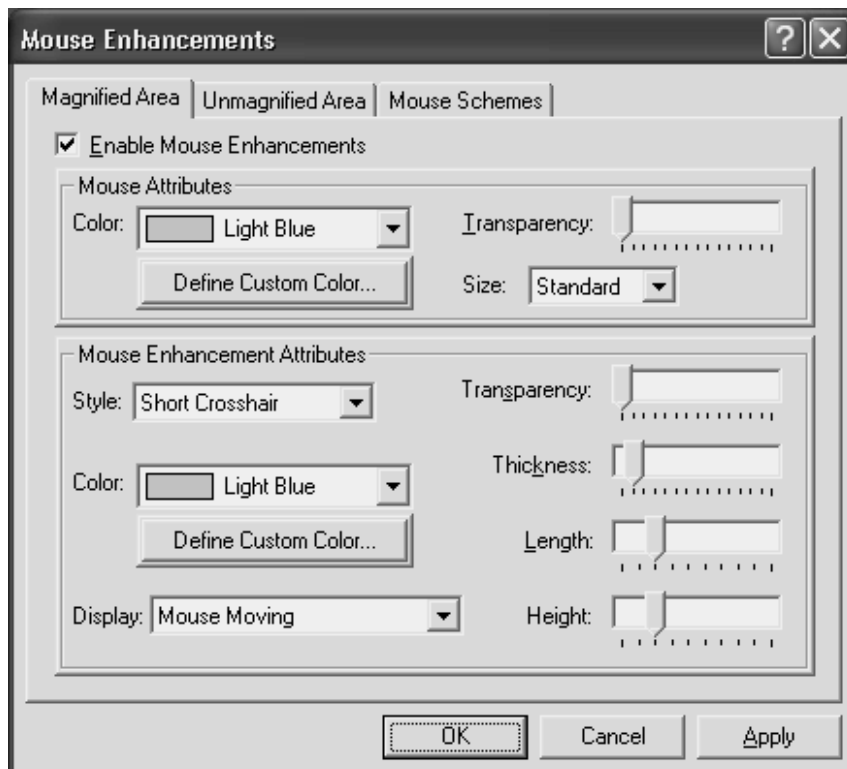 Mouse Enhancements
Magnified Area Unmagnified Area Mouse Schemes
Enable Mouse Enhancements
Mouse Attributes
Color: Light Blue Transparency:
Define Custom Color... Size: Standard
Mouse Enhancement Attributes
Style: Short Crosshair Transparency:
Thickness:
Color: Light Blue
Define Custom Color... Length:
Display: Mouse Moving Height:
OK Cancel Apply